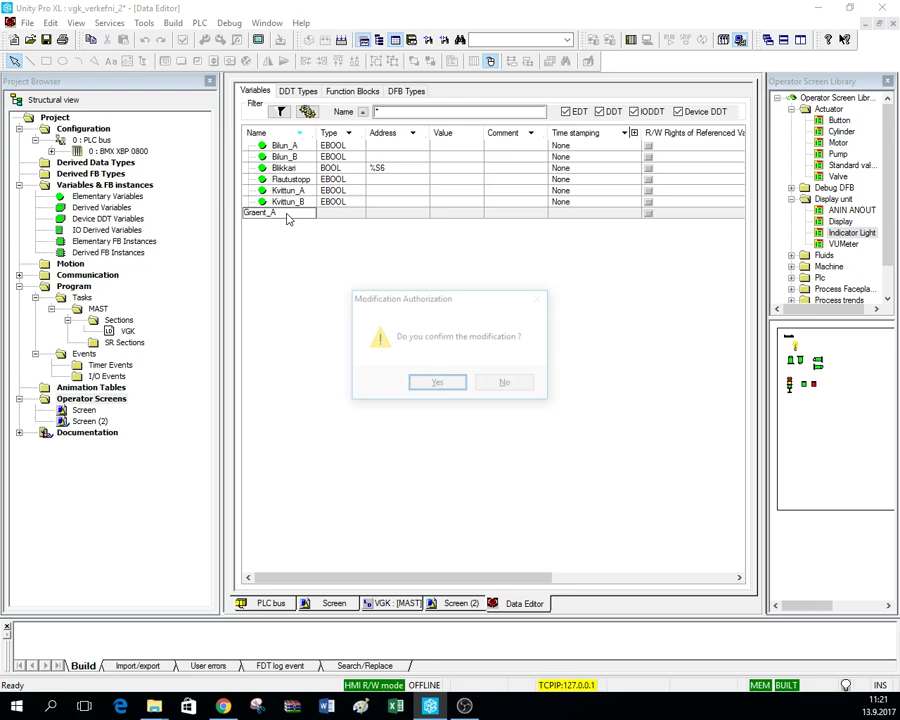 Unity Pro XL : vgk_verkefni_2* - [Data Editor]
File Edit View Services Tools Build PLC Debug Window Help
Project Browser
Structural view
Project
Configuration
0 : PLC bus
0 : BMX XBP 0800
Derived Data Types
Derived FB Types
Variables & FB instances
Elementary Variables
Derived Variables
Device DDT Variables
IO Derived Variables
Elementary FB Instances
Derived FB Instances
Motion
Communication
Program
Tasks
MAST
Sections
VGK
SR Sections
Events
Timer Events
I/O Events
Animation Tables
Operator Screens
Screen
Screen (2)
Documentation
Variables DDT Types Function Blocks DFB Types
Filter
Name = * EDT DDT IODDT Device DDT
Name Type Address Value Comment Time stamping R/W Rights of Referenced Va
Bilun_A EBOOL None
Bilun_B EBOOL None
Blikkari BOOL %S6 None
Flautustopp EBOOL None
Kvittun_A EBOOL None
Kvittun_B EBOOL None
Graent_A
Modification Authorization
Do you confirm the modification ?
Yes No
PLC bus Screen VGK : [MAST] Screen (2) Data Editor
Operator Screen Library
Operator Screen Libr...
Actuator
Button
Cylinder
Motor
Pump
Standard val...
Valve
Debug DFB
Display unit
ANIN ANOUT
Display
Indicator Light
VUMeter
Fluids
Machine
Plc
Process Facepla...
Process trends
Build Import/export User errors FDT log event Search/Replace
Ready HMI R/W mode OFFLINE TCPIP:127.0.0.1 MEM BUILT INS
11:21
13.9.2017